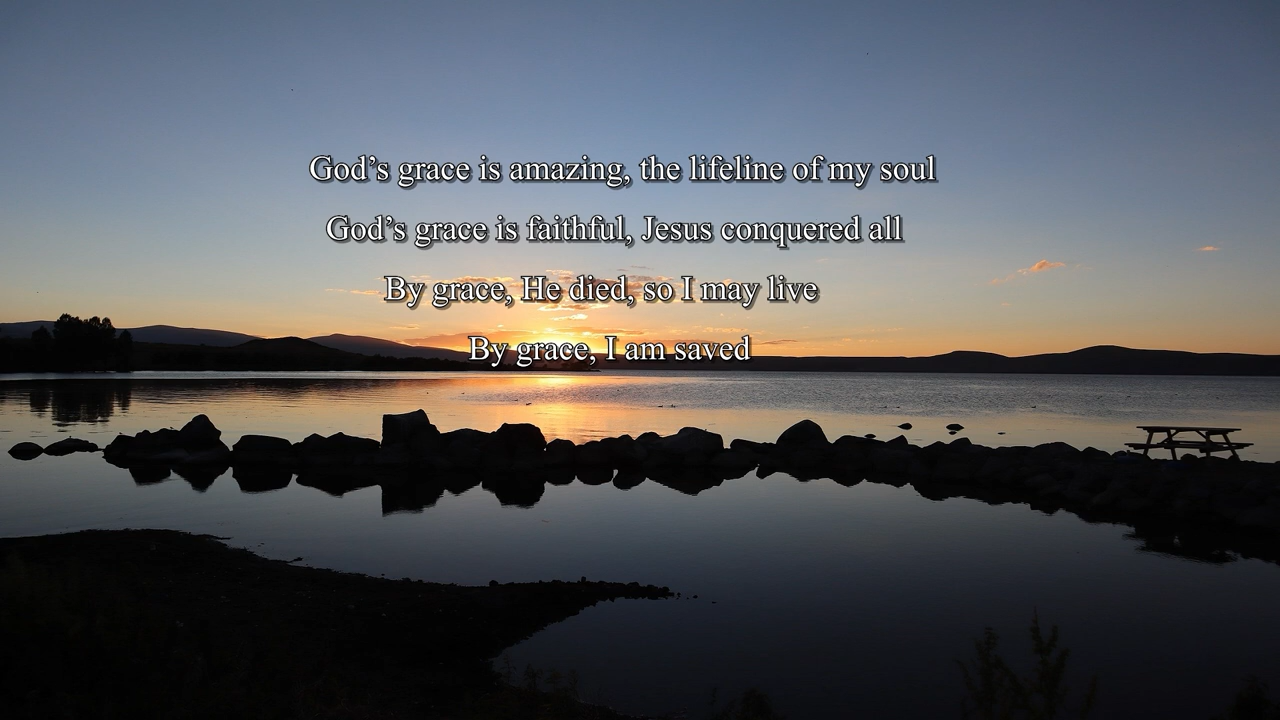 God’s grace is amazing, the lifeline of my soul
God’s grace is faithful, Jesus conquered all
By grace, He died, so I may live
By grace, I am saved